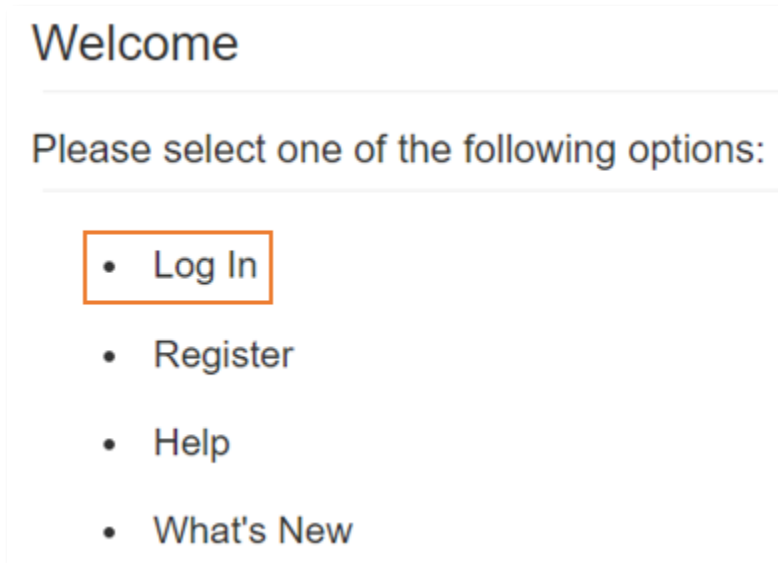 Welcome
Please select one of the following options:
• Log In
• Register
• Help
• What's New